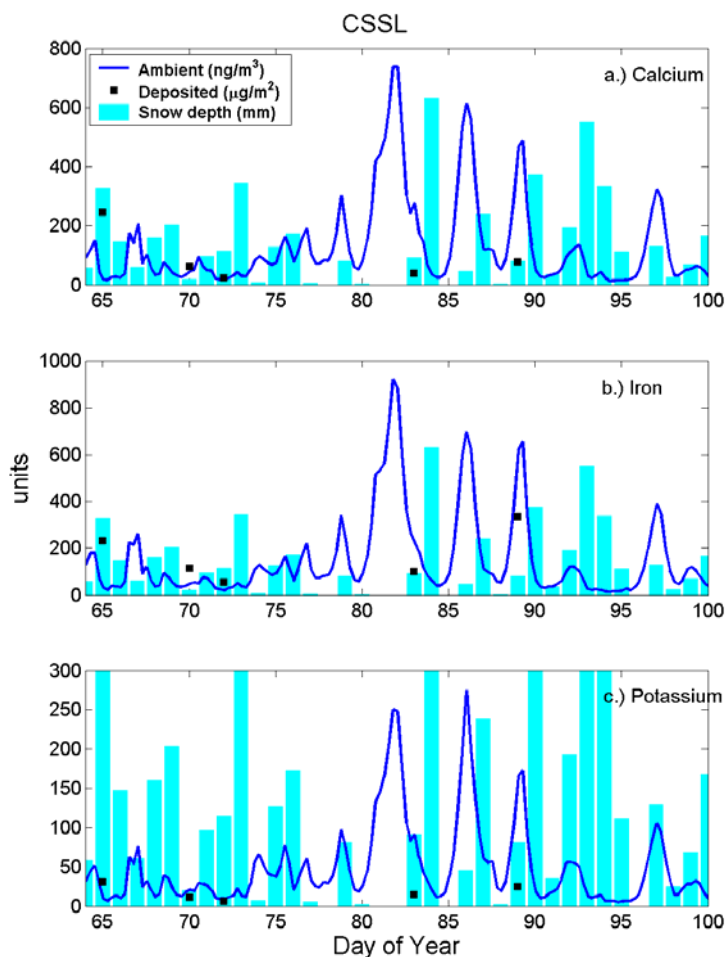 CSSL
800
600
400
200
0
Ambient (ng/m³)
Deposited (μg/m²)
Snow depth (mm)
a.) Calcium
65 70 75 80 85 90 95 100
1000
800
600
400
200
0
units
b.) Iron
65 70 75 80 85 90 95 100
300
250
200
150
100
50
0
c.) Potassium
65 70 75 80 85 90 95 100
Day of Year